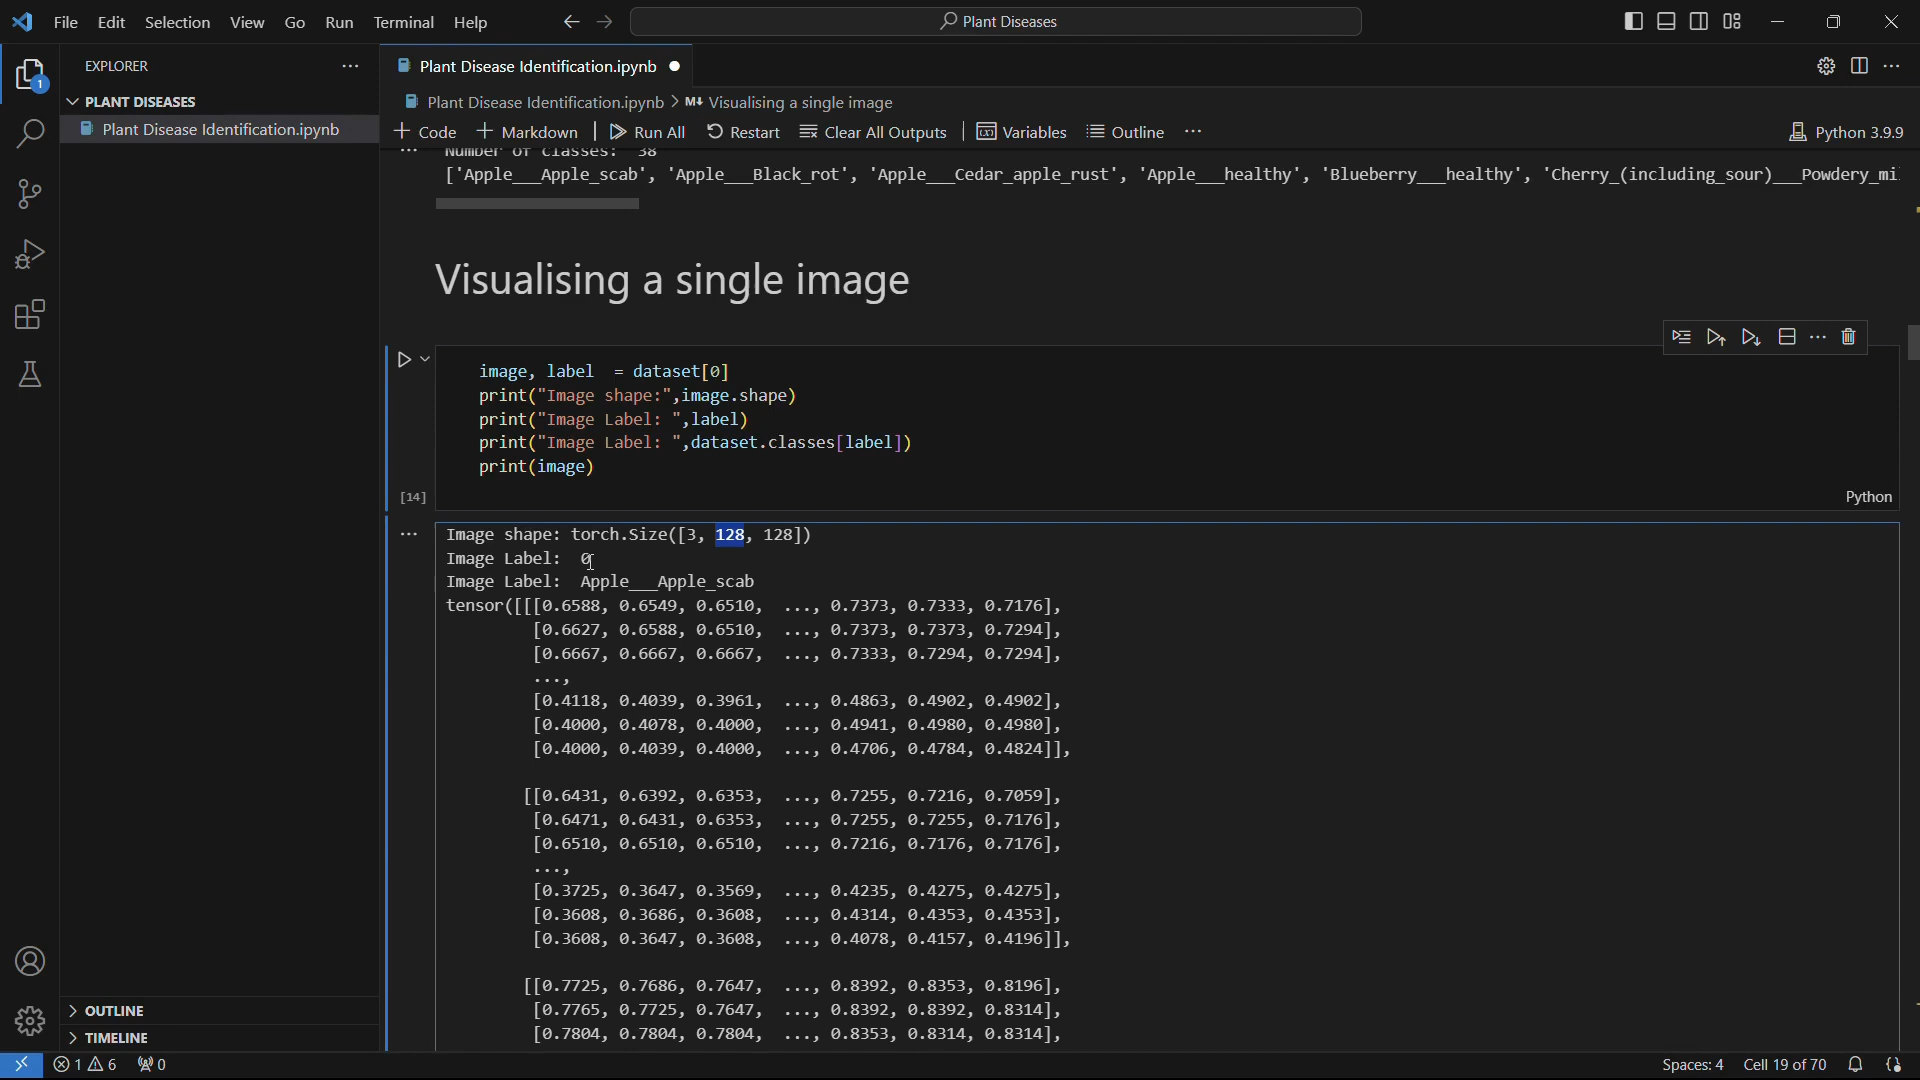 File Edit Selection View Go Run Terminal Help
Plant Diseases
EXPLORER
PLANT DISEASES
Plant Disease Identification.ipynb
OUTLINE
TIMELINE
Plant Disease Identification.ipynb
Plant Disease Identification.ipynb > M↓ Visualising a single image
+ Code + Markdown Run All Restart Clear All Outputs Variables Outline ...
Python 3.9.9
Number of classes: 38
['Apple___Apple_scab', 'Apple___Black_rot', 'Apple___Cedar_apple_rust', 'Apple___healthy', 'Blueberry___healthy', 'Cherry_(including_sour)___Powdery_mi
Visualising a single image
image, label  = dataset[0]
print("Image shape:",image.shape)
print("Image Label: ",label)
print("Image Label: ",dataset.classes[label])
print(image)
[14]
Python
Image shape: torch.Size([3, 128, 128])
Image Label:  0
Image Label:  Apple___Apple_scab
tensor([[[0.6588, 0.6549, 0.6510,  ..., 0.7373, 0.7333, 0.7176],
[0.6627, 0.6588, 0.6510,  ..., 0.7373, 0.7373, 0.7294],
[0.6667, 0.6667, 0.6667,  ..., 0.7333, 0.7294, 0.7294],
...,
[0.4118, 0.4039, 0.3961,  ..., 0.4863, 0.4902, 0.4902],
[0.4000, 0.4078, 0.4000,  ..., 0.4941, 0.4980, 0.4980],
[0.4000, 0.4039, 0.4000,  ..., 0.4706, 0.4784, 0.4824]],
[[0.6431, 0.6392, 0.6353,  ..., 0.7255, 0.7216, 0.7059],
[0.6471, 0.6431, 0.6353,  ..., 0.7255, 0.7255, 0.7176],
[0.6510, 0.6510, 0.6510,  ..., 0.7216, 0.7176, 0.7176],
...,
[0.3725, 0.3647, 0.3569,  ..., 0.4235, 0.4275, 0.4275],
[0.3608, 0.3686, 0.3608,  ..., 0.4314, 0.4353, 0.4353],
[0.3608, 0.3647, 0.3608,  ..., 0.4078, 0.4157, 0.4196]],
[[0.7725, 0.7686, 0.7647,  ..., 0.8392, 0.8353, 0.8196],
[0.7765, 0.7725, 0.7647,  ..., 0.8392, 0.8392, 0.8314],
[0.7804, 0.7804, 0.7804,  ..., 0.8353, 0.8314, 0.8314],
1 6 0
Spaces: 4 Cell 19 of 70